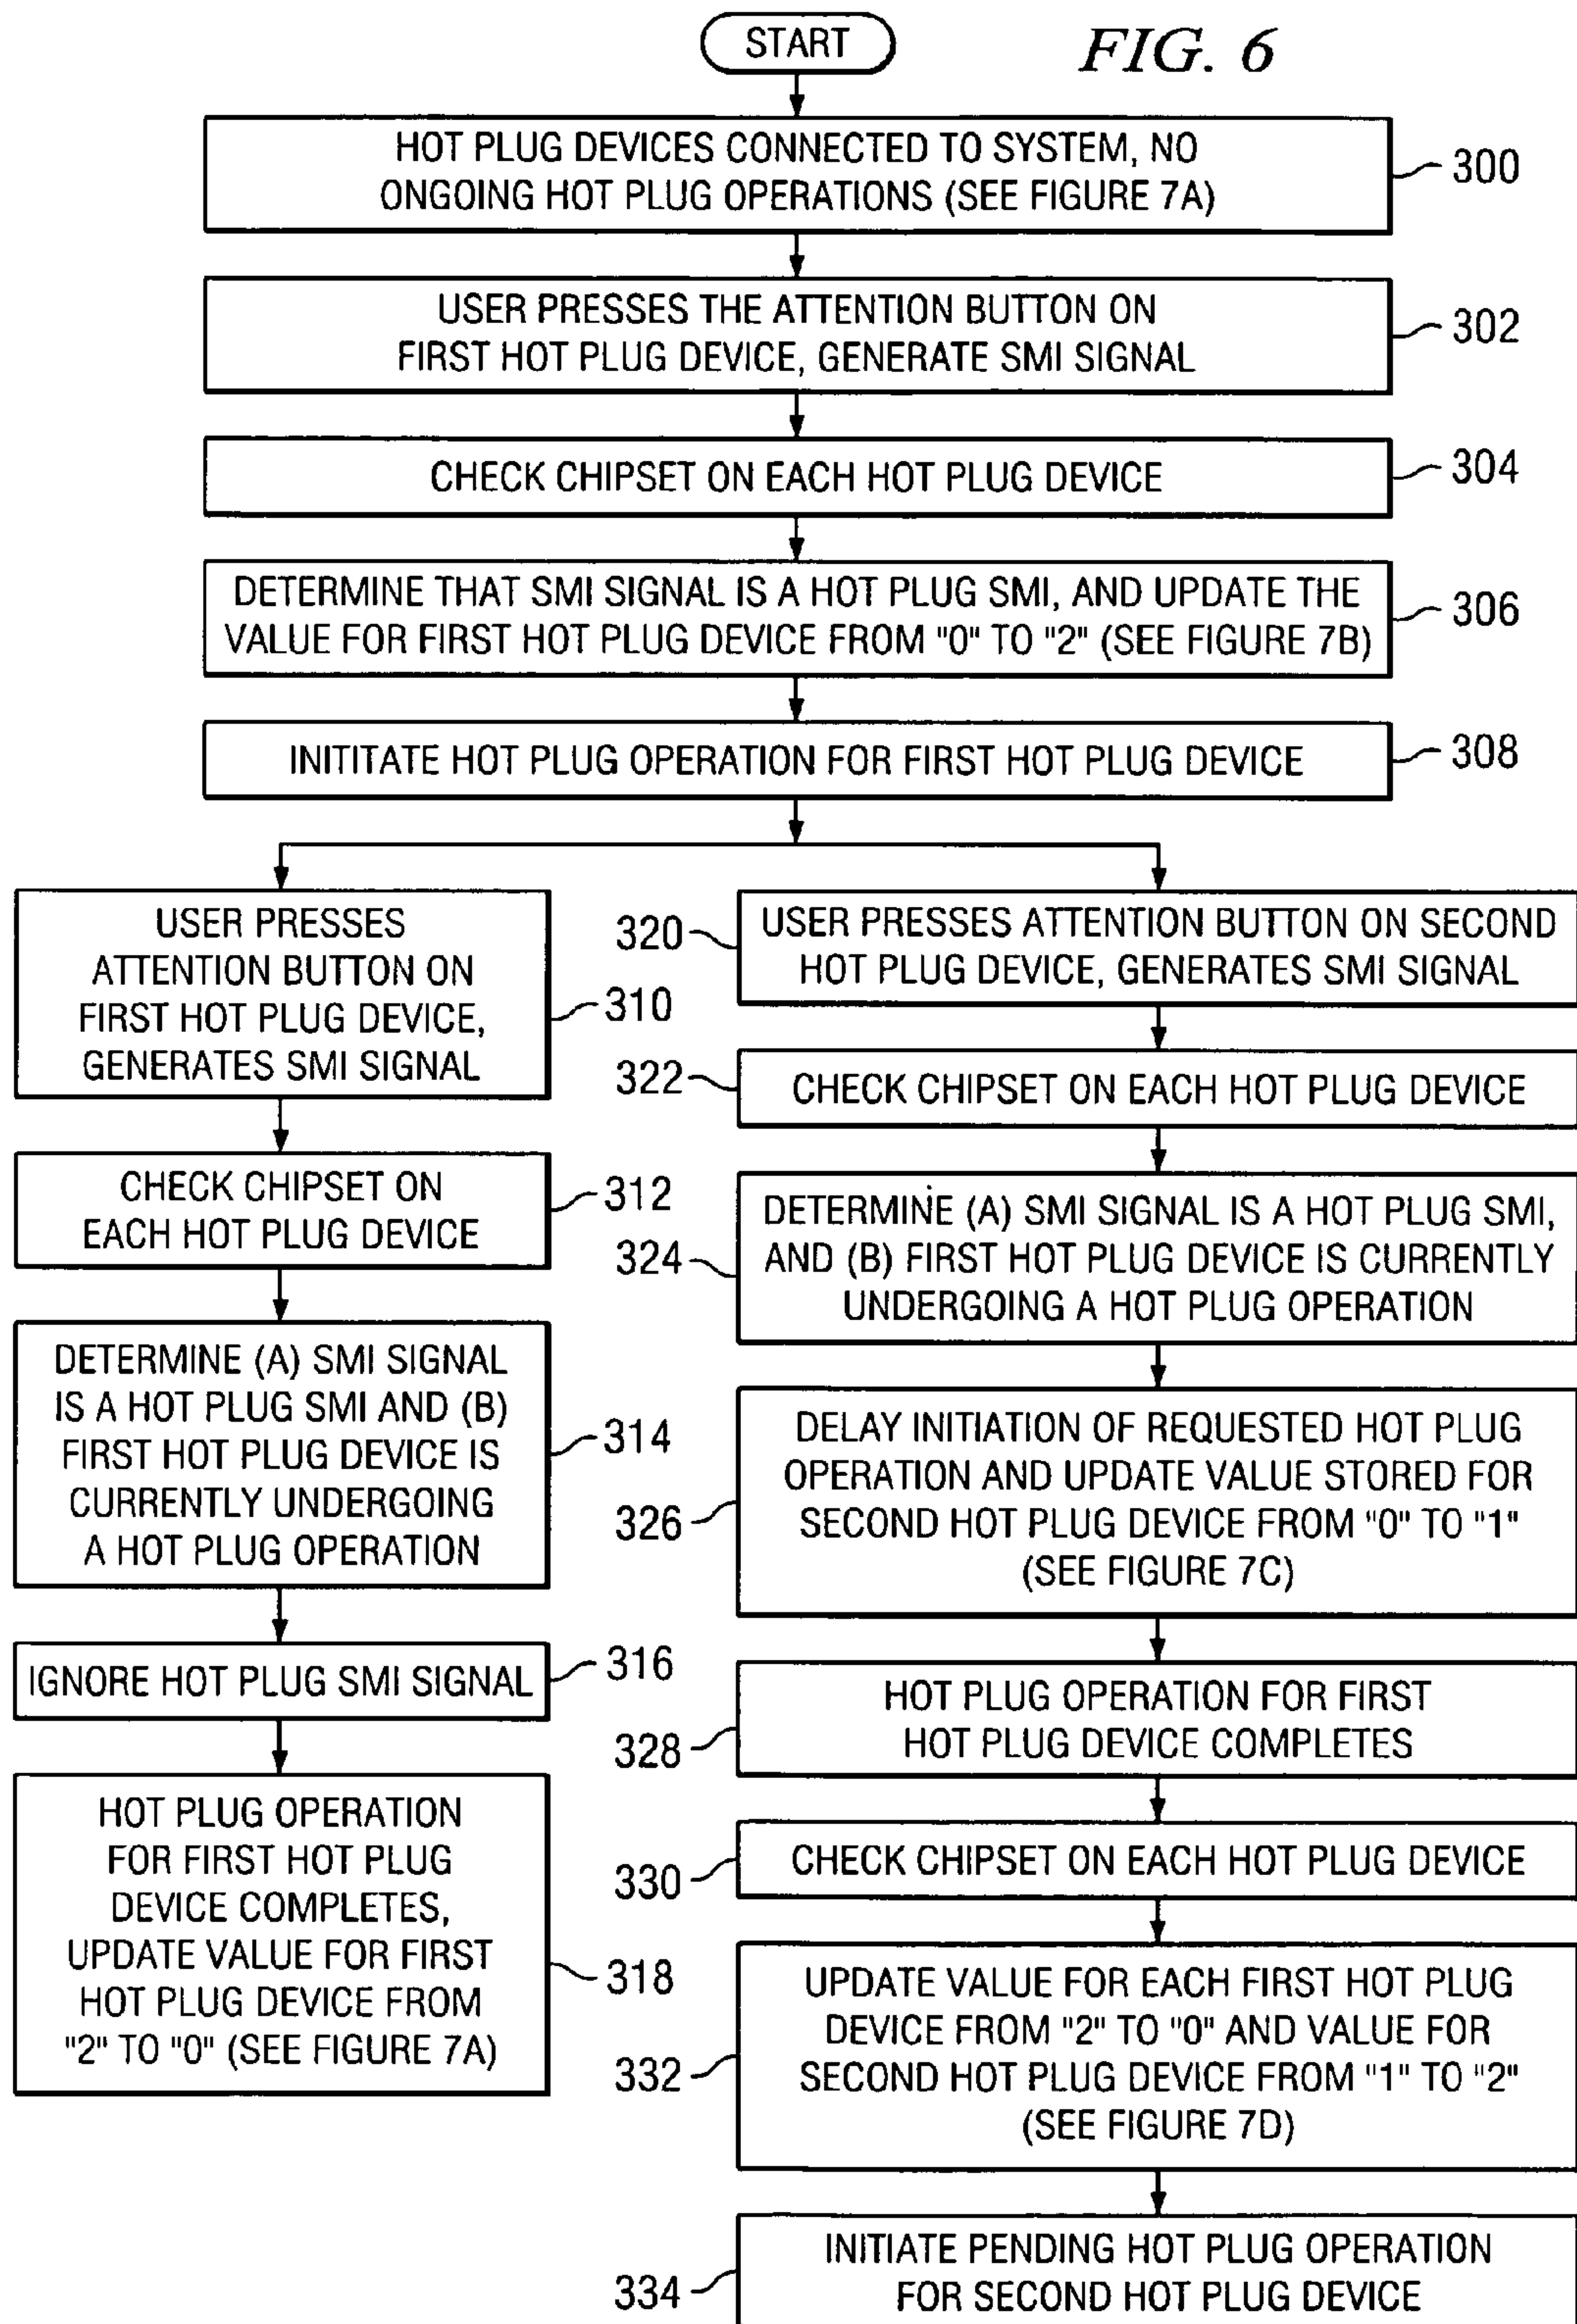 START
FIG. 6
HOT PLUG DEVICES CONNECTED TO SYSTEM, NO
ONGOING HOT PLUG OPERATIONS (SEE FIGURE 7A)
300
USER PRESSES THE ATTENTION BUTTON ON
FIRST HOT PLUG DEVICE, GENERATE SMI SIGNAL
302
CHECK CHIPSET ON EACH HOT PLUG DEVICE
304
DETERMINE THAT SMI SIGNAL IS A HOT PLUG SMI, AND UPDATE THE
VALUE FOR FIRST HOT PLUG DEVICE FROM "0" TO "2" (SEE FIGURE 7B)
306
INITITATE HOT PLUG OPERATION FOR FIRST HOT PLUG DEVICE
308
USER PRESSES
ATTENTION BUTTON ON
FIRST HOT PLUG DEVICE,
GENERATES SMI SIGNAL
310
CHECK CHIPSET ON
EACH HOT PLUG DEVICE
312
DETERMINE (A) SMI SIGNAL
IS A HOT PLUG SMI AND (B)
FIRST HOT PLUG DEVICE IS
CURRENTLY UNDERGOING
A HOT PLUG OPERATION
314
IGNORE HOT PLUG SMI SIGNAL
316
HOT PLUG OPERATION
FOR FIRST HOT PLUG
DEVICE COMPLETES,
UPDATE VALUE FOR FIRST
HOT PLUG DEVICE FROM
"2" TO "0" (SEE FIGURE 7A)
318
320
USER PRESSES ATTENTION BUTTON ON SECOND
HOT PLUG DEVICE, GENERATES SMI SIGNAL
322
CHECK CHIPSET ON EACH HOT PLUG DEVICE
324
DETERMINE (A) SMI SIGNAL IS A HOT PLUG SMI,
AND (B) FIRST HOT PLUG DEVICE IS CURRENTLY
UNDERGOING A HOT PLUG OPERATION
326
DELAY INITIATION OF REQUESTED HOT PLUG
OPERATION AND UPDATE VALUE STORED FOR
SECOND HOT PLUG DEVICE FROM "0" TO "1"
(SEE FIGURE 7C)
328
HOT PLUG OPERATION FOR FIRST
HOT PLUG DEVICE COMPLETES
330
CHECK CHIPSET ON EACH HOT PLUG DEVICE
332
UPDATE VALUE FOR EACH FIRST HOT PLUG
DEVICE FROM "2" TO "0" AND VALUE FOR
SECOND HOT PLUG DEVICE FROM "1" TO "2"
(SEE FIGURE 7D)
334
INITIATE PENDING HOT PLUG OPERATION
FOR SECOND HOT PLUG DEVICE